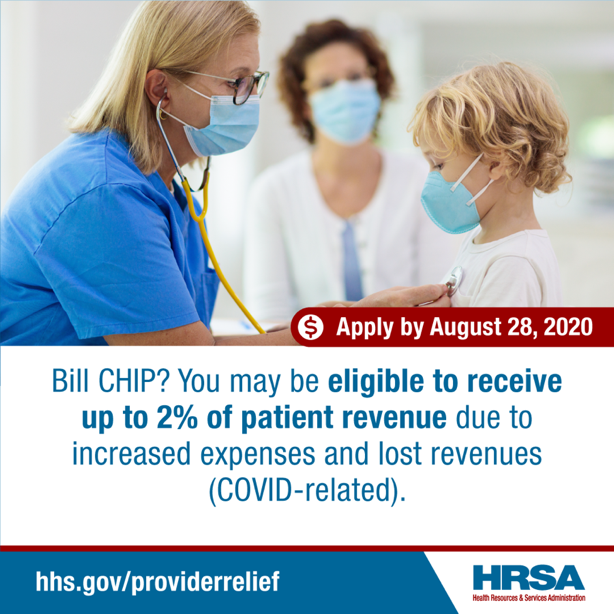 $ Apply by August 28, 2020
Bill CHIP? You may be eligible to receive
up to 2% of patient revenue due to
increased expenses and lost revenues
(COVID-related).
hhs.gov/providerrelief
HRSA
Health Resources & Services Administration